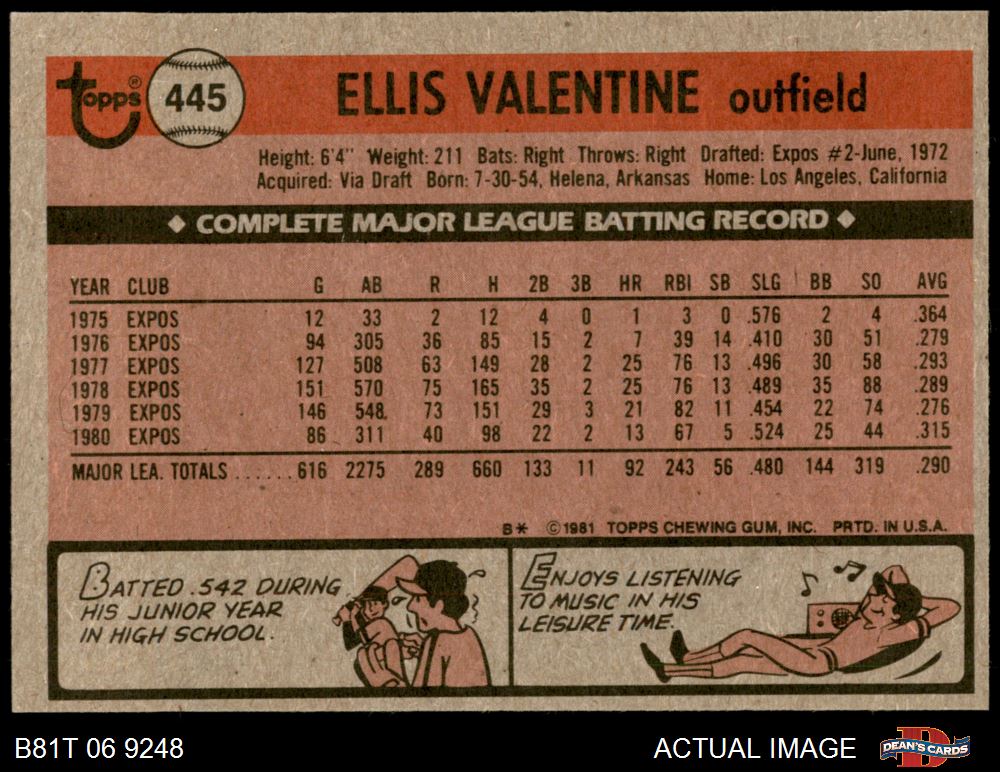 Topps® 445 ELLIS VALENTINE outfield
Height: 6'4" Weight: 211 Bats: Right Throws: Right Drafted: Expos #2-June, 1972
Acquired: Via Draft Born: 7-30-54, Helena, Arkansas Home: Los Angeles, California
◆ COMPLETE MAJOR LEAGUE BATTING RECORD ◆
YEAR CLUB G AB R H 2B 3B HR RBI SB SLG BB SO AVG
1975 EXPOS 12 33 2 12 4 0 1 3 0 .576 2 4 .364
1976 EXPOS 94 305 36 85 15 2 7 39 14 .410 30 51 .279
1977 EXPOS 127 508 63 149 28 2 25 76 13 .496 30 58 .293
1978 EXPOS 151 570 75 165 35 2 25 76 13 .489 35 88 .289
1979 EXPOS 146 548 73 151 29 3 21 82 11 .454 22 74 .276
1980 EXPOS 86 311 40 98 22 2 13 67 5 .524 25 44 .315
MAJOR LEA. TOTALS ...... 616 2275 289 660 133 11 92 243 56 .480 144 319 .290
B* ©1981 TOPPS CHEWING GUM, INC. PRTD. IN U.S.A.
BATTED .542 DURING
HIS JUNIOR YEAR
IN HIGH SCHOOL.
ENJOYS LISTENING
TO MUSIC IN HIS
LEISURE TIME.
B81T 06 9248 ACTUAL IMAGE DEAN'S CARDS